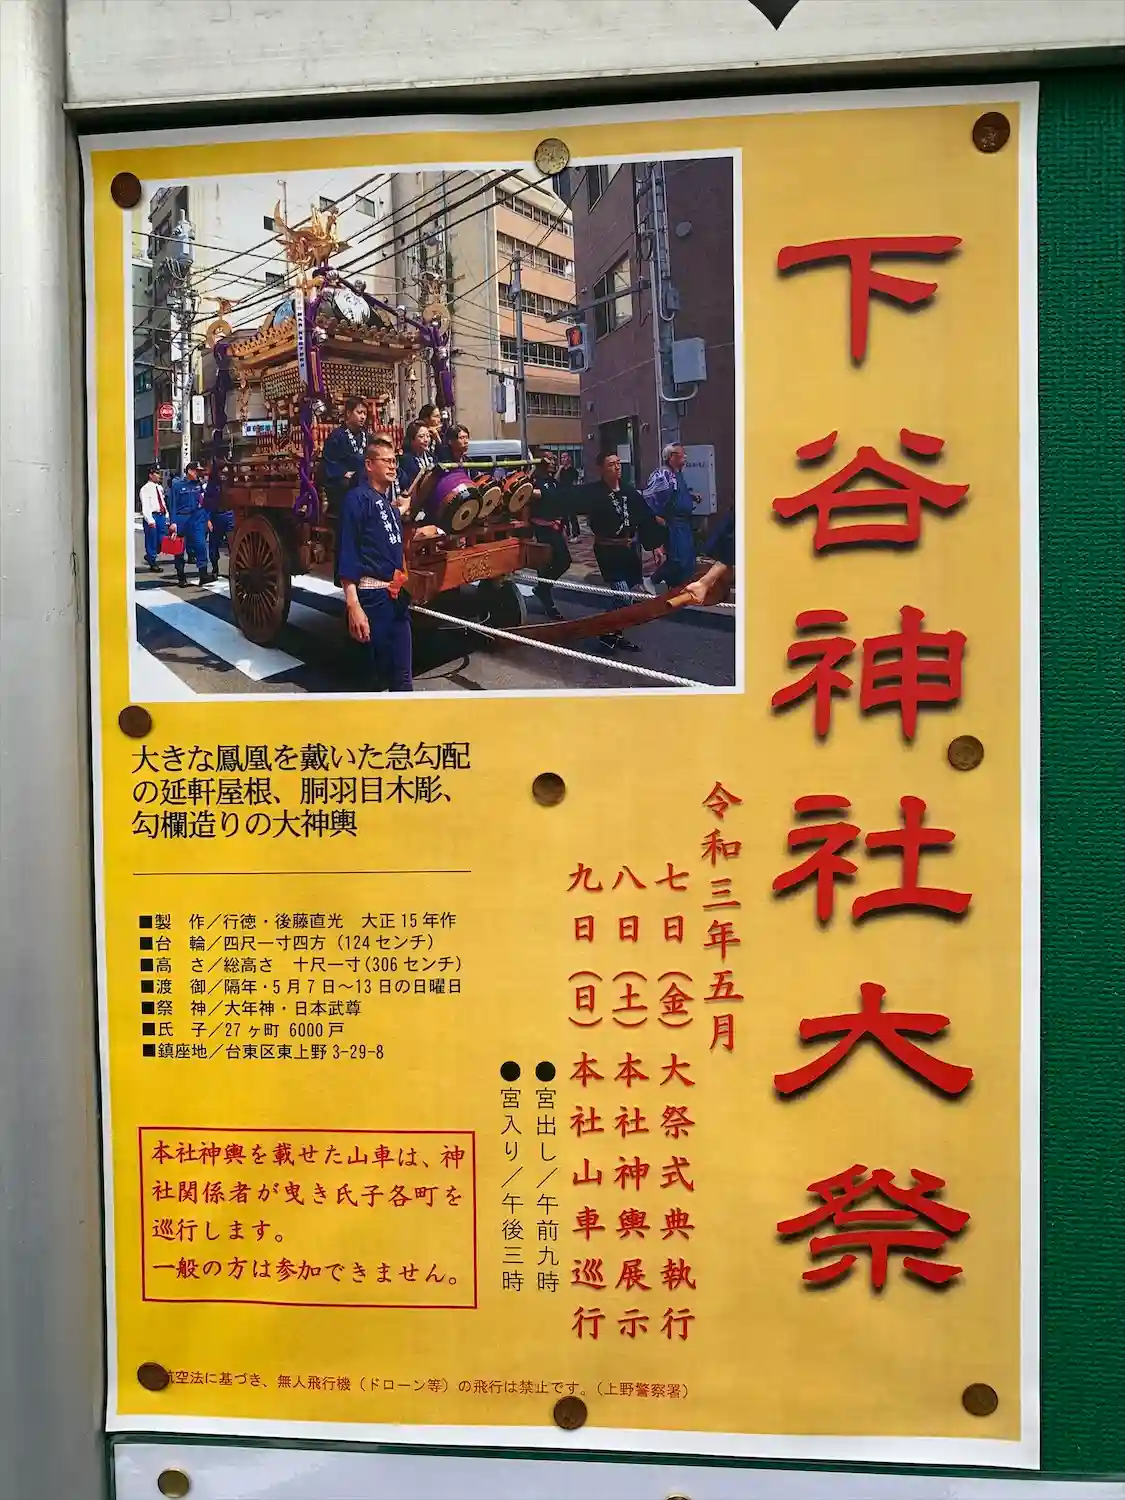 下谷神社大祭
令和三年五月
七日(金)大祭式典執行
八日(土)本社神輿展示
九日(日)本社山車巡行
●宮出し/午前九時
●宮入り/午後三時
下谷神社
大きな鳳凰を戴いた急勾配
の延軒屋根、胴羽目木彫、
勾欄造りの大神輿
■製 作/行徳・後藤直光 大正15年作
■台 輪/四尺一寸四方(124センチ)
■高 さ/総高さ 十尺一寸(306センチ)
■渡 御/隔年・5月7日〜13日の日曜日
■祭 神/大年神・日本武尊
■氏 子/27ヶ町 6000戸
■鎮座地/台東区東上野3-29-8
本社神輿を載せた山車は、神
社関係者が曳き氏子各町を
巡行します。
一般の方は参加できません。
航空法に基づき、無人飛行機(ドローン等)の飛行は禁止です。(上野警察署)